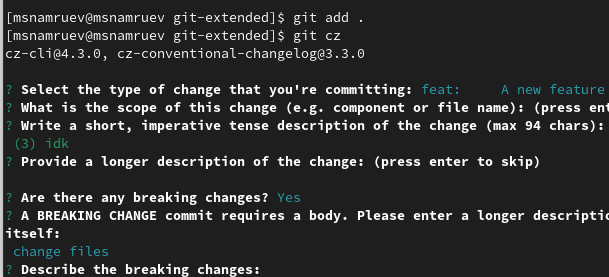 [msnamruev@msnamruev git-extended]$ git add .
[msnamruev@msnamruev git-extended]$ git cz
cz-cli@4.3.0, cz-conventional-changelog@3.3.0
? Select the type of change that you're committing: feat:     A new feature
? What is the scope of this change (e.g. component or file name): (press ent
? Write a short, imperative tense description of the change (max 94 chars):
(3) idk
? Provide a longer description of the change: (press enter to skip)
? Are there any breaking changes? Yes
? A BREAKING CHANGE commit requires a body. Please enter a longer descriptio
itself:
change files
? Describe the breaking changes: